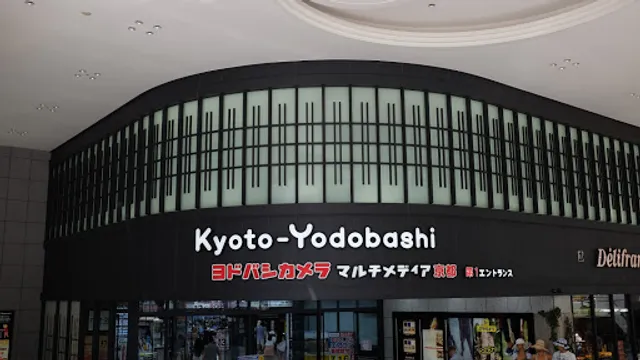 Kyoto-Yodobashi
ヨドバシカメラ マルチメディア京都 第1エントランス
Délifran